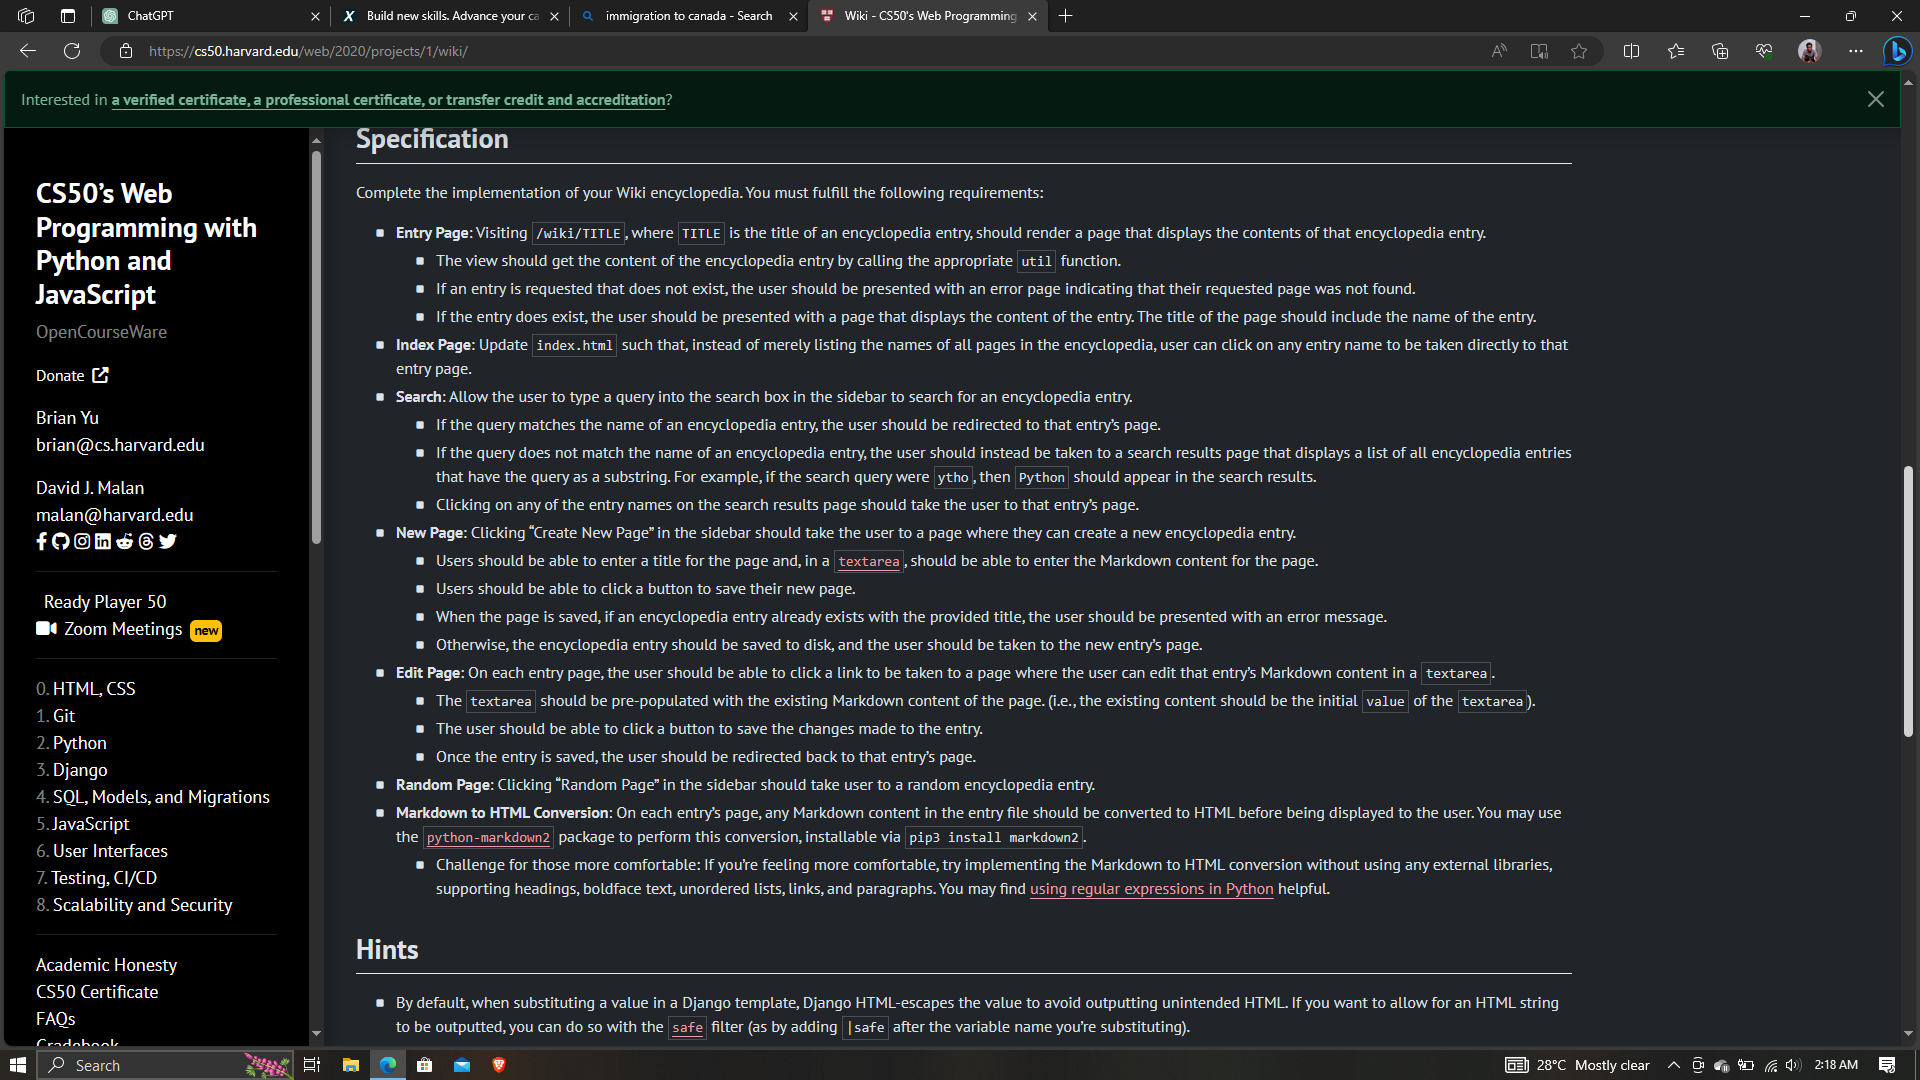 ChatGPT
Build new skills. Advance your ca
immigration to canada - Search
Wiki - CS50's Web Programming
https://cs50.harvard.edu/web/2020/projects/1/wiki/
Interested in a verified certificate, a professional certificate, or transfer credit and accreditation?
CS50’s Web
Programming with
Python and
JavaScript
OpenCourseWare
Donate
Brian Yu
brian@cs.harvard.edu
David J. Malan
malan@harvard.edu
Ready Player 50
Zoom Meetings new
0. HTML, CSS
1. Git
2. Python
3. Django
4. SQL, Models, and Migrations
5. JavaScript
6. User Interfaces
7. Testing, CI/CD
8. Scalability and Security
Academic Honesty
CS50 Certificate
FAQs
Gradebook
Specification
Complete the implementation of your Wiki encyclopedia. You must fulfill the following requirements:
Entry Page: Visiting /wiki/TITLE, where TITLE is the title of an encyclopedia entry, should render a page that displays the contents of that encyclopedia entry.
The view should get the content of the encyclopedia entry by calling the appropriate util function.
If an entry is requested that does not exist, the user should be presented with an error page indicating that their requested page was not found.
If the entry does exist, the user should be presented with a page that displays the content of the entry. The title of the page should include the name of the entry.
Index Page: Update index.html such that, instead of merely listing the names of all pages in the encyclopedia, user can click on any entry name to be taken directly to that
entry page.
Search: Allow the user to type a query into the search box in the sidebar to search for an encyclopedia entry.
If the query matches the name of an encyclopedia entry, the user should be redirected to that entry’s page.
If the query does not match the name of an encyclopedia entry, the user should instead be taken to a search results page that displays a list of all encyclopedia entries
that have the query as a substring. For example, if the search query were ytho, then Python should appear in the search results.
Clicking on any of the entry names on the search results page should take the user to that entry’s page.
New Page: Clicking “Create New Page” in the sidebar should take the user to a page where they can create a new encyclopedia entry.
Users should be able to enter a title for the page and, in a textarea, should be able to enter the Markdown content for the page.
Users should be able to click a button to save their new page.
When the page is saved, if an encyclopedia entry already exists with the provided title, the user should be presented with an error message.
Otherwise, the encyclopedia entry should be saved to disk, and the user should be taken to the new entry’s page.
Edit Page: On each entry page, the user should be able to click a link to be taken to a page where the user can edit that entry’s Markdown content in a textarea.
The textarea should be pre-populated with the existing Markdown content of the page. (i.e., the existing content should be the initial value of the textarea).
The user should be able to click a button to save the changes made to the entry.
Once the entry is saved, the user should be redirected back to that entry’s page.
Random Page: Clicking “Random Page” in the sidebar should take user to a random encyclopedia entry.
Markdown to HTML Conversion: On each entry’s page, any Markdown content in the entry file should be converted to HTML before being displayed to the user. You may use
the python-markdown2 package to perform this conversion, installable via pip3 install markdown2.
Challenge for those more comfortable: If you’re feeling more comfortable, try implementing the Markdown to HTML conversion without using any external libraries,
supporting headings, boldface text, unordered lists, links, and paragraphs. You may find using regular expressions in Python helpful.
Hints
By default, when substituting a value in a Django template, Django HTML-escapes the value to avoid outputting unintended HTML. If you want to allow for an HTML string
to be outputted, you can do so with the safe filter (as by adding |safe after the variable name you’re substituting).
Search
28°C Mostly clear
2:18 AM